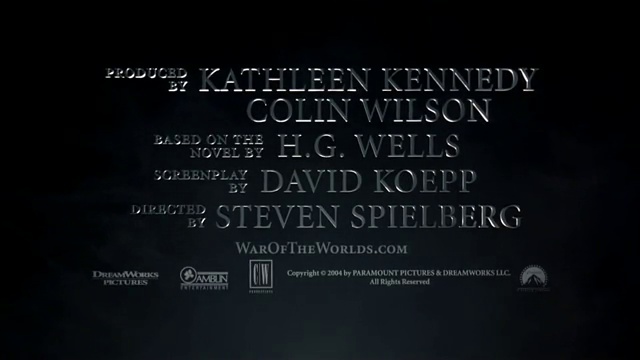 PRODUCED BY KATHLEEN KENNEDY
COLIN WILSON
BASED ON THE NOVEL BY H.G. WELLS
SCREENPLAY BY DAVID KOEPP
DIRECTED BY STEVEN SPIELBERG
WAROFTHEWORLDS.COM
DREAMWORKS PICTURES
AMBLIN ENTERTAINMENT
C/W PRODUCTIONS
Copyright © 2004 by PARAMOUNT PICTURES & DREAMWORKS LLC.
All Rights Reserved